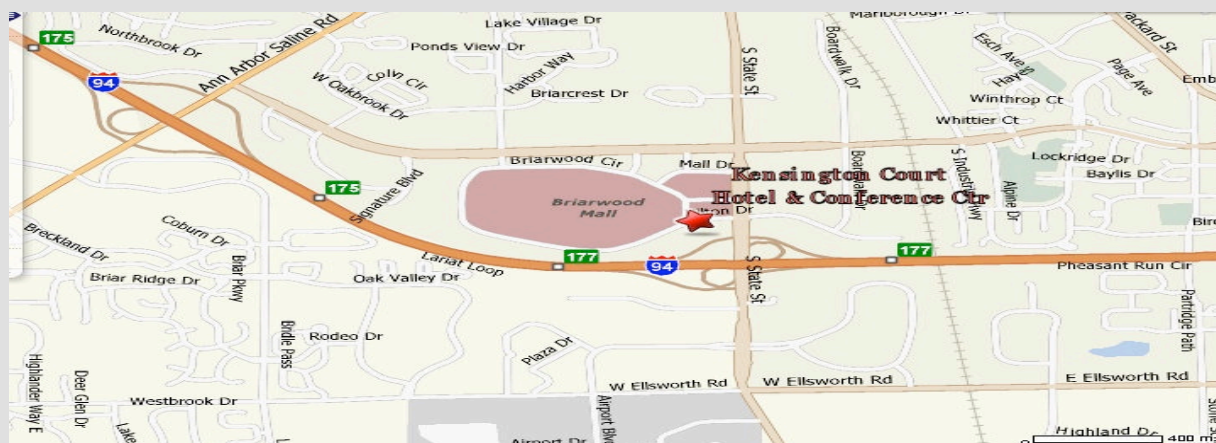 175
Northbrook Dr
Ann Arbor Saline Rd
94
Lake Village Dr
Ponds View Dr
Colin Cir
W Oakbrook Dr
Harbor Way
Briarcrest Dr
S State St
Boardwalk Dr
Marlborough Dr
Packard St
Esch Ave
Page Ave
Winthrop Ct
Whittier Ct
Briarwood Cir
Mall Dr
S Industrial Hwy
Lockridge Dr
Baylis Dr
Alpine Dr
175
Signature Blvd
Briarwood
Mall
Kensington Court
Hotel & Conference Ctr
Coburn Dr
Breckland Dr
Briar Ridge Dr
Briar Pkwy
Lariat Loop
Oak Valley Dr
177
94
177
S State St
Pheasant Run Cir
Partridge Path
Bridie Pass
Rodeo Dr
Plaza Dr
Highlander Way E
Deer Glen Dr
Westbrook Dr
W Ellsworth Rd
W Ellsworth Rd
E Ellsworth Rd
Airport Dr
Airport Blvd
Highland Dr
400 m